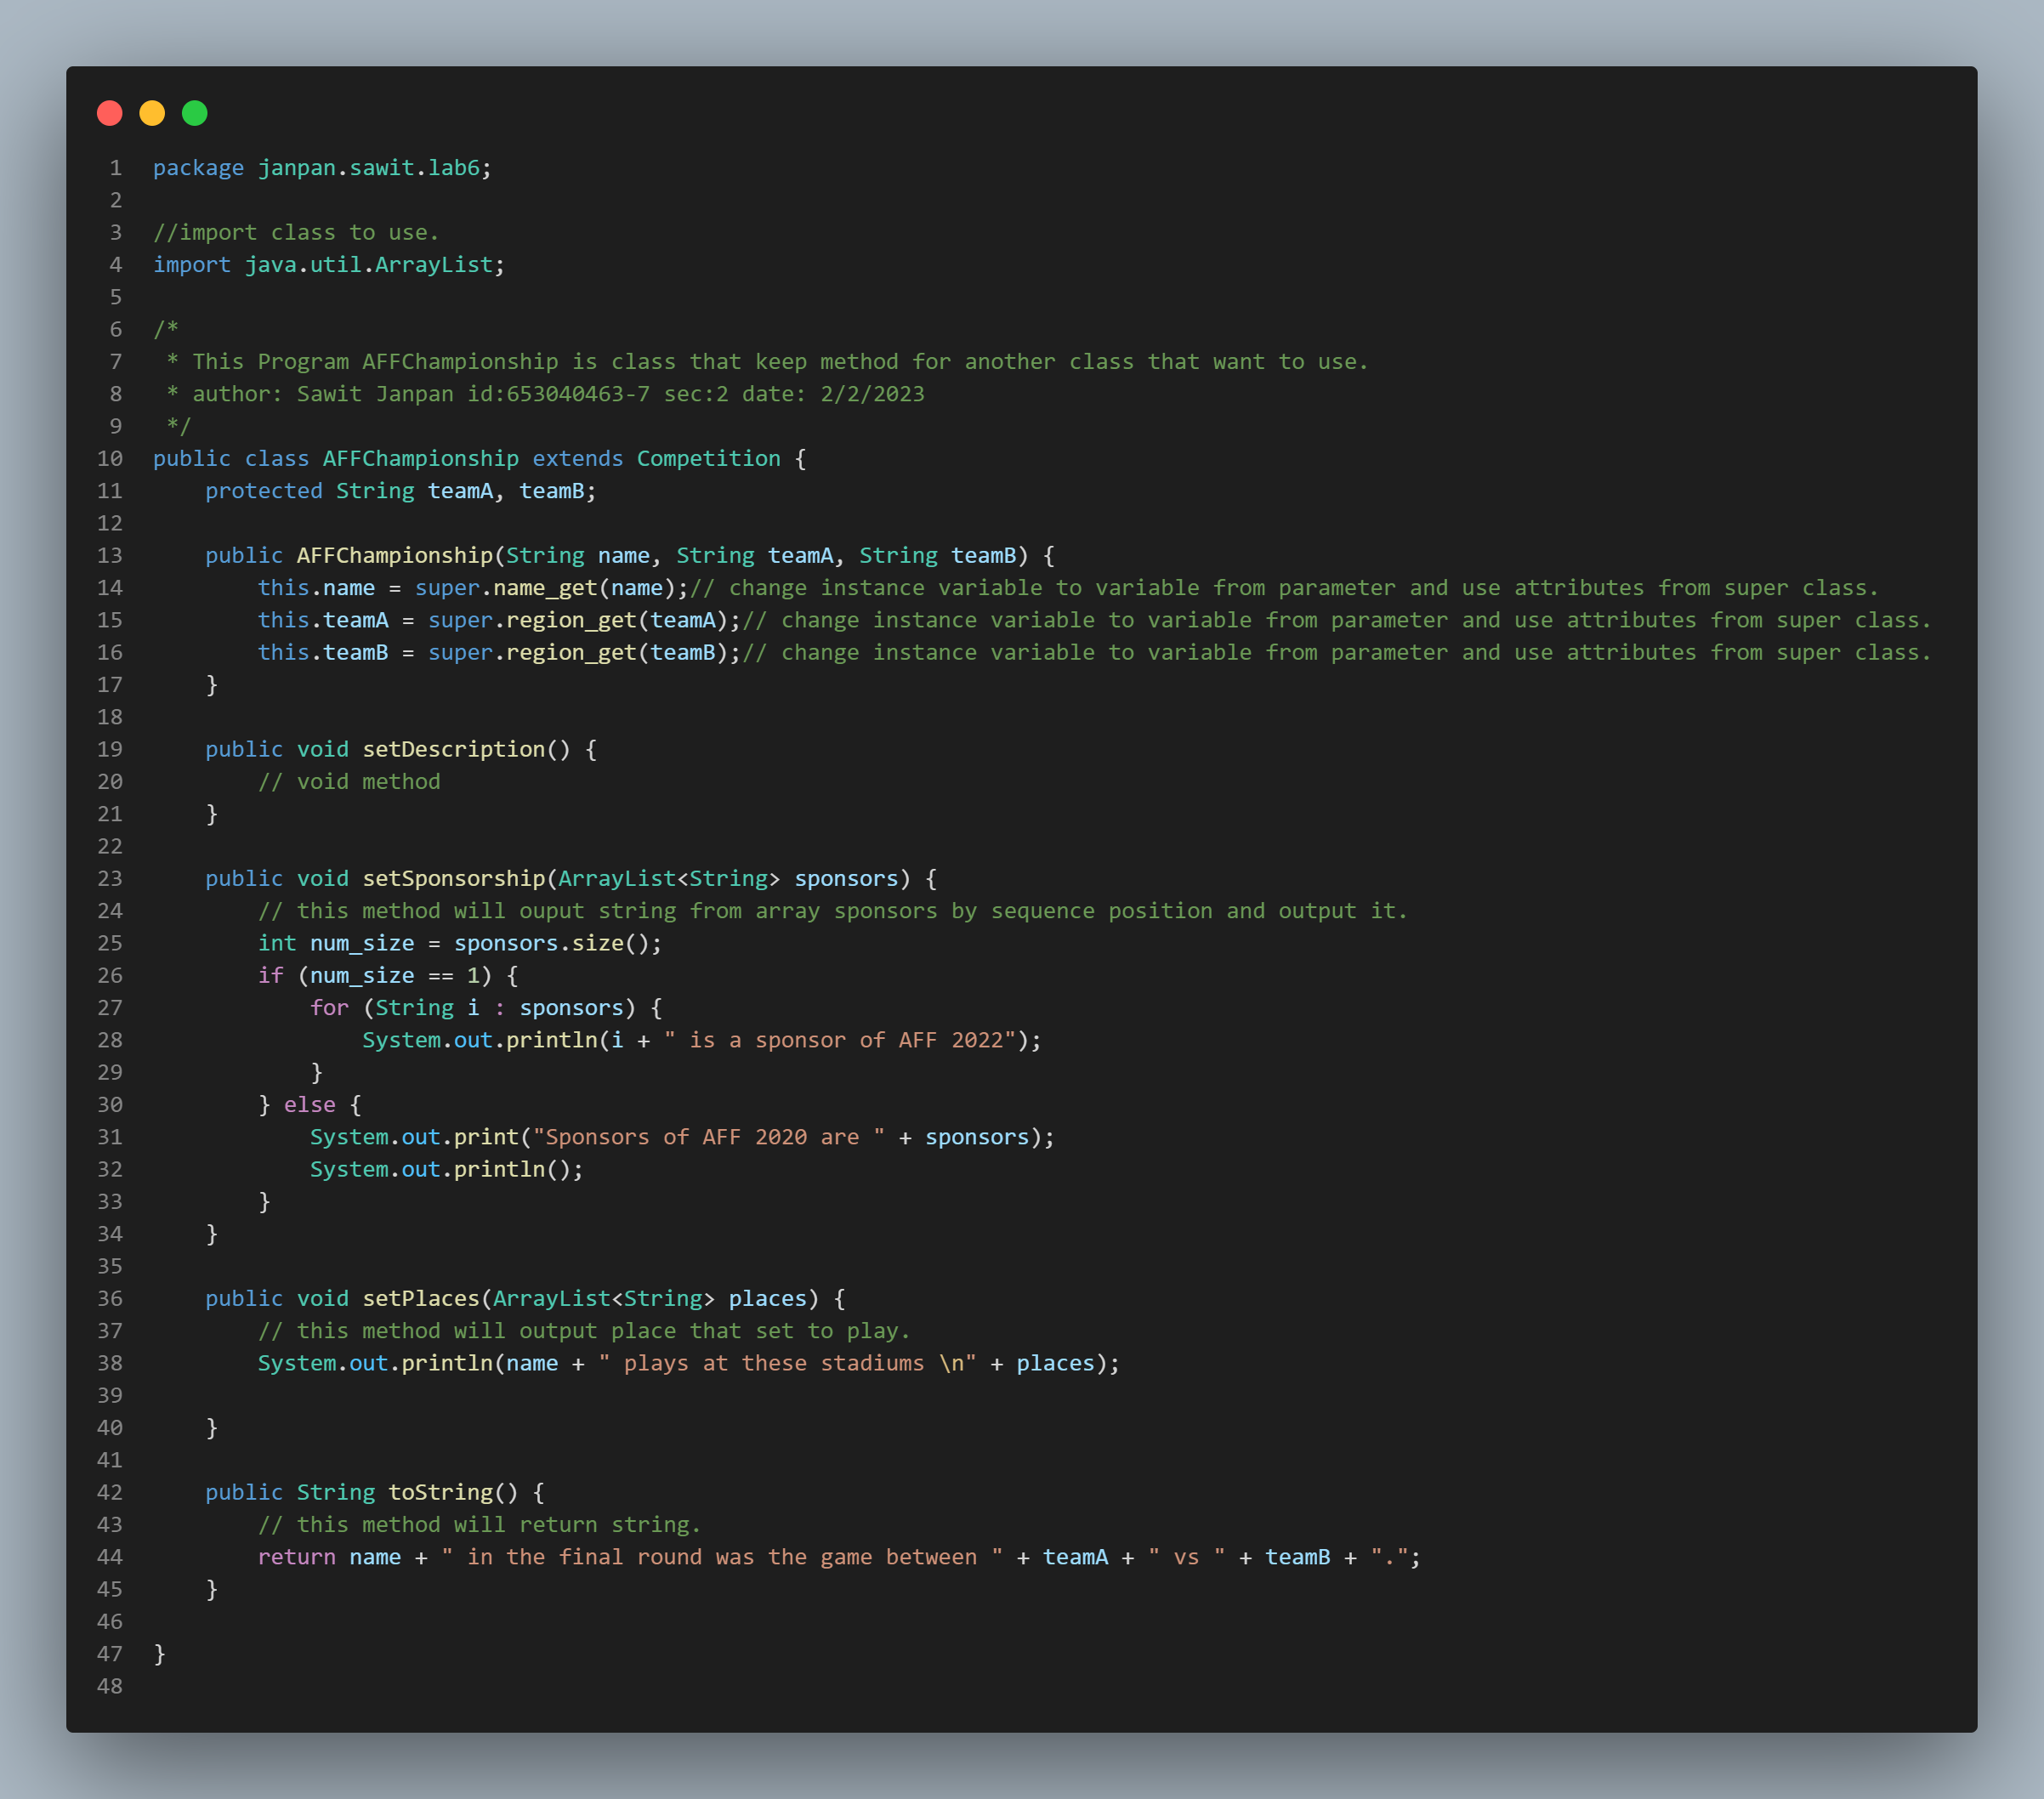 1 package janpan.sawit.lab6;
2
3 //import class to use.
4 import java.util.ArrayList;
5
6 /*
7  * This Program AFFChampionship is class that keep method for another class that want to use.
8  * author: Sawit Janpan id:653040463-7 sec:2 date: 2/2/2023
9  */
10 public class AFFChampionship extends Competition {
11     protected String teamA, teamB;
12
13     public AFFChampionship(String name, String teamA, String teamB) {
14         this.name = super.name_get(name);// change instance variable to variable from parameter and use attributes from super class.
15         this.teamA = super.region_get(teamA);// change instance variable to variable from parameter and use attributes from super class.
16         this.teamB = super.region_get(teamB);// change instance variable to variable from parameter and use attributes from super class.
17     }
18
19     public void setDescription() {
20         // void method
21     }
22
23     public void setSponsorship(ArrayList<String> sponsors) {
24         // this method will ouput string from array sponsors by sequence position and output it.
25         int num_size = sponsors.size();
26         if (num_size == 1) {
27             for (String i : sponsors) {
28                 System.out.println(i + " is a sponsor of AFF 2022");
29             }
30         } else {
31             System.out.print("Sponsors of AFF 2020 are " + sponsors);
32             System.out.println();
33         }
34     }
35
36     public void setPlaces(ArrayList<String> places) {
37         // this method will output place that set to play.
38         System.out.println(name + " plays at these stadiums \n" + places);
39
40     }
41
42     public String toString() {
43         // this method will return string.
44         return name + " in the final round was the game between " + teamA + " vs " + teamB + ".";
45     }
46
47 }
48